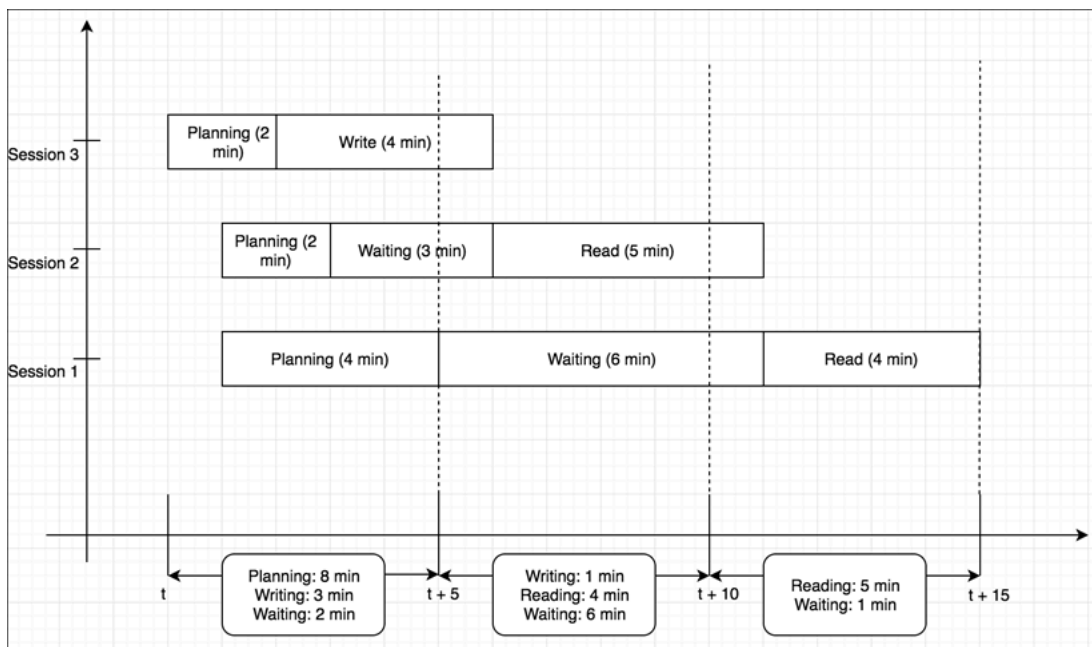 Session 3
Planning (2
min)
Write (4 min)
Session 2
Planning (2
min)
Waiting (3 min)
Read (5 min)
Session 1
Planning (4 min)
Waiting (6 min)
Read (4 min)
t
Planning: 8 min
Writing: 3 min
Waiting: 2 min
t + 5
Writing: 1 min
Reading: 4 min
Waiting: 6 min
t + 10
Reading: 5 min
Waiting: 1 min
t + 15